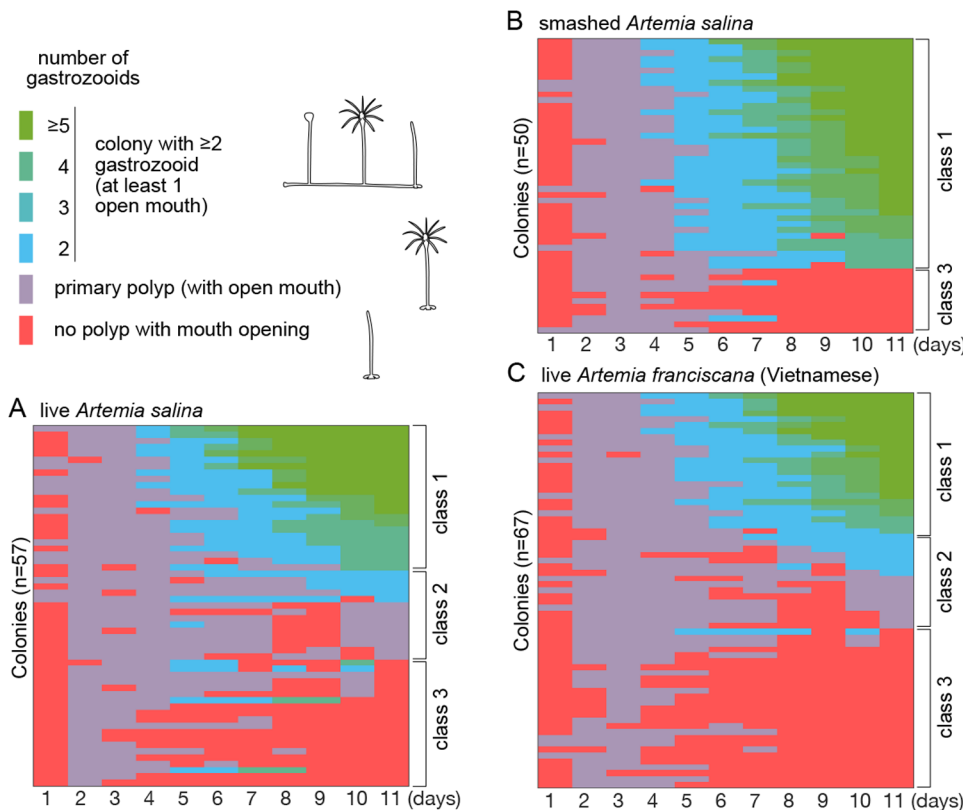 number of
gastrozooids
≥5
4
3
2
colony with ≥2
gastrozooid
(at least 1
open mouth)
primary polyp (with open mouth)
no polyp with mouth opening
A live Artemia salina
Colonies (n=57)
class 1
class 2
class 3
1 2 3 4 5 6 7 8 9 10 11 (days)
B smashed Artemia salina
Colonies (n=50)
class 1
class 3
1 2 3 4 5 6 7 8 9 10 11 (days)
C live Artemia franciscana (Vietnamese)
Colonies (n=67)
class 1
class 2
class 3
1 2 3 4 5 6 7 8 9 10 11 (days)